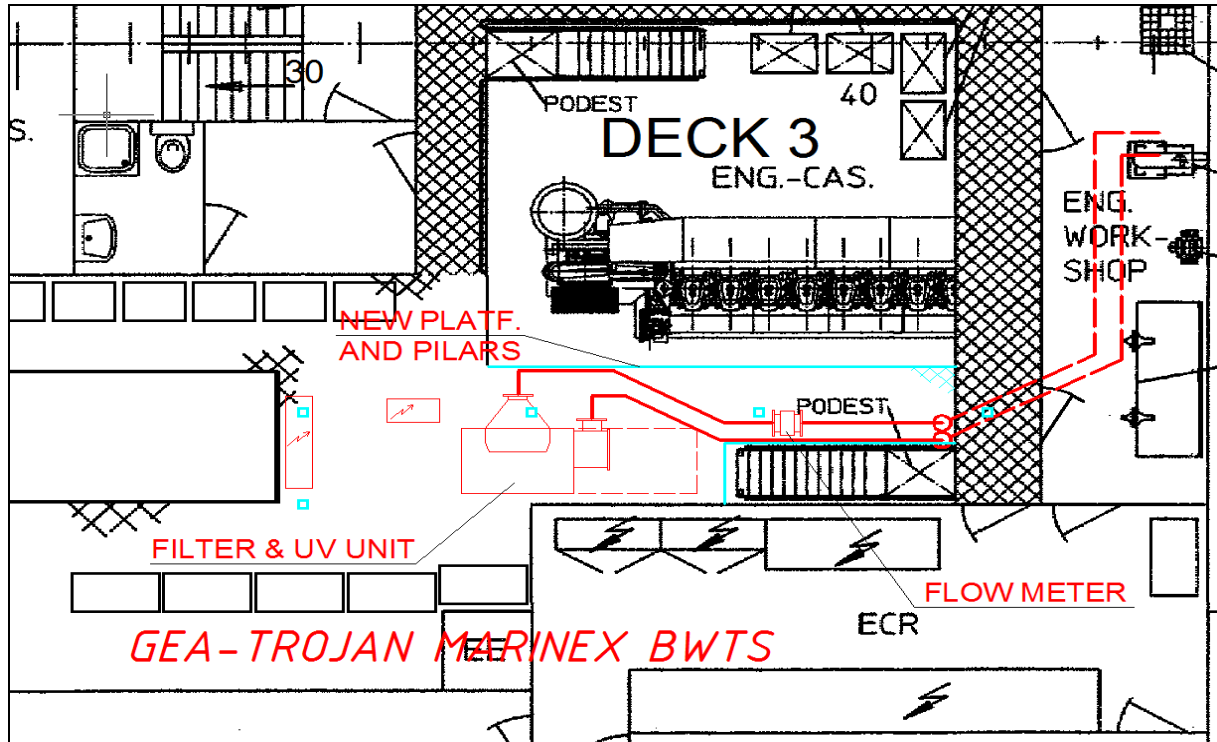 30
S.
PODEST
40
DECK 3
ENG.-CAS.
ENG.
WORK-
SHOP
NEW PLATF.
AND PILARS
PODEST
FILTER & UV UNIT
FLOW METER
ECR
GEA-TROJAN MARINEX BWTS